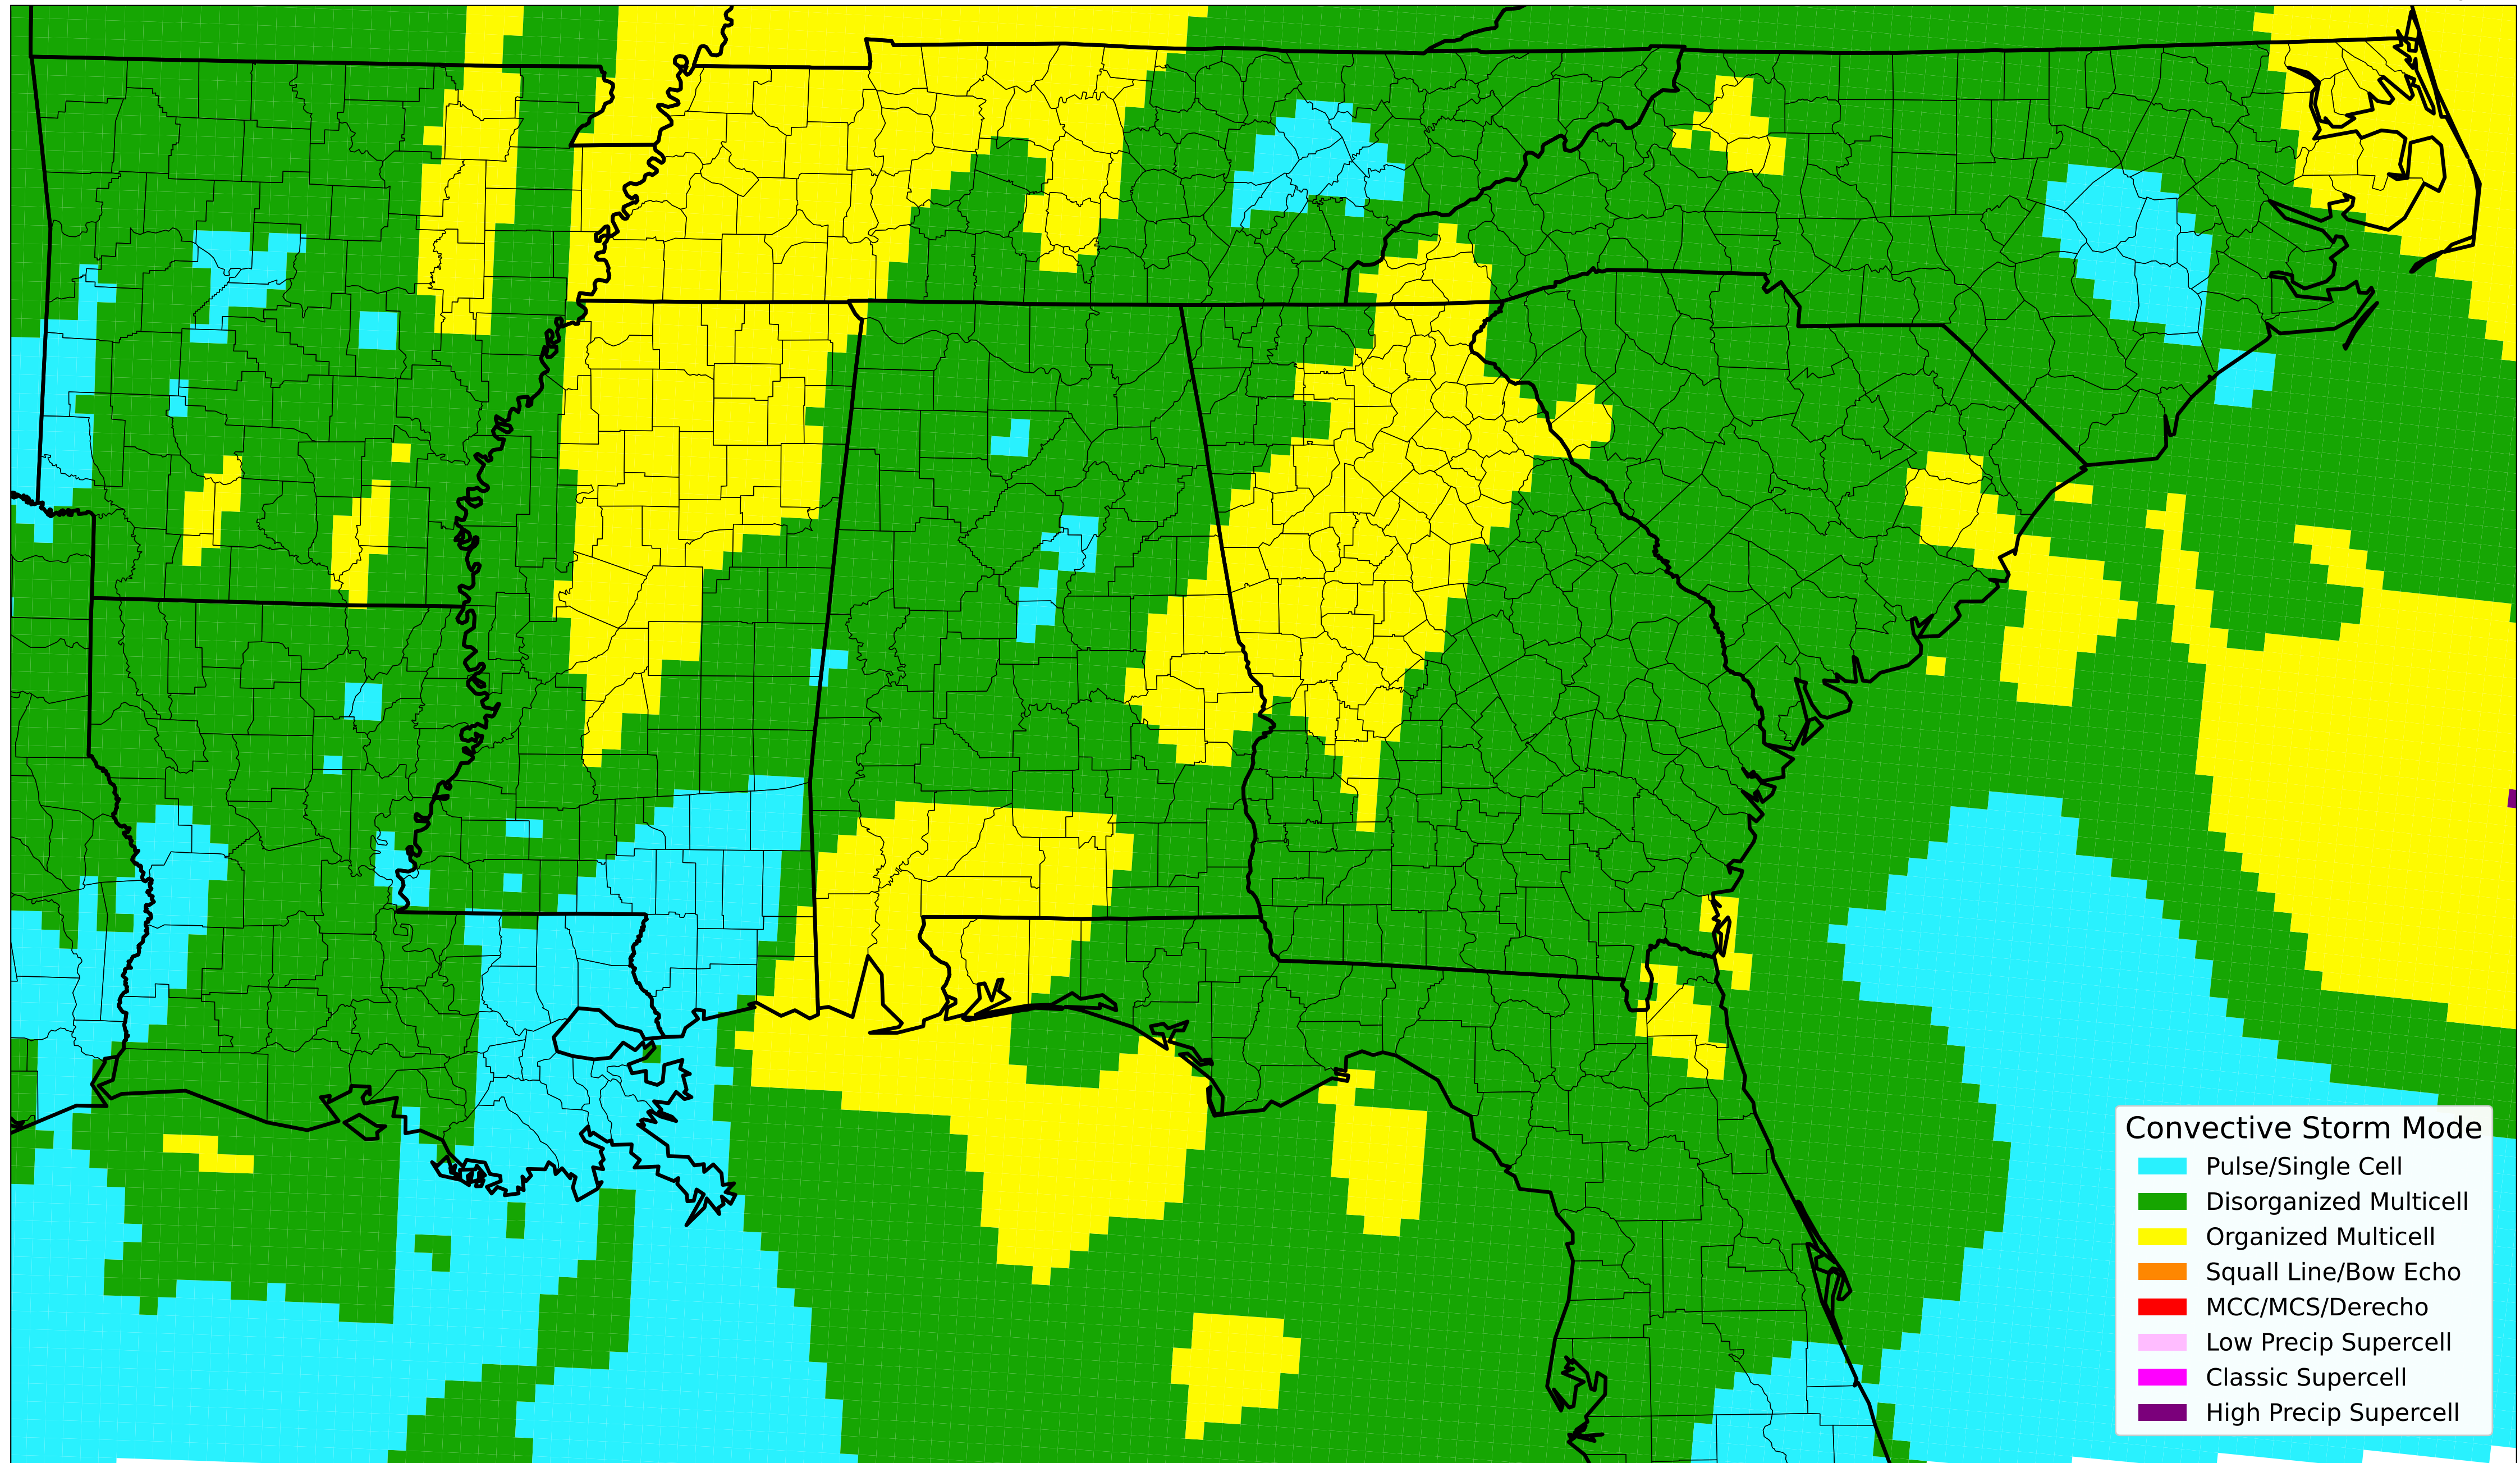 Convective Storm Mode
Pulse/Single Cell
Disorganized Multicell
Organized Multicell
Squall Line/Bow Echo
MCC/MCS/Derecho
Low Precip Supercell
Classic Supercell
High Precip Supercell